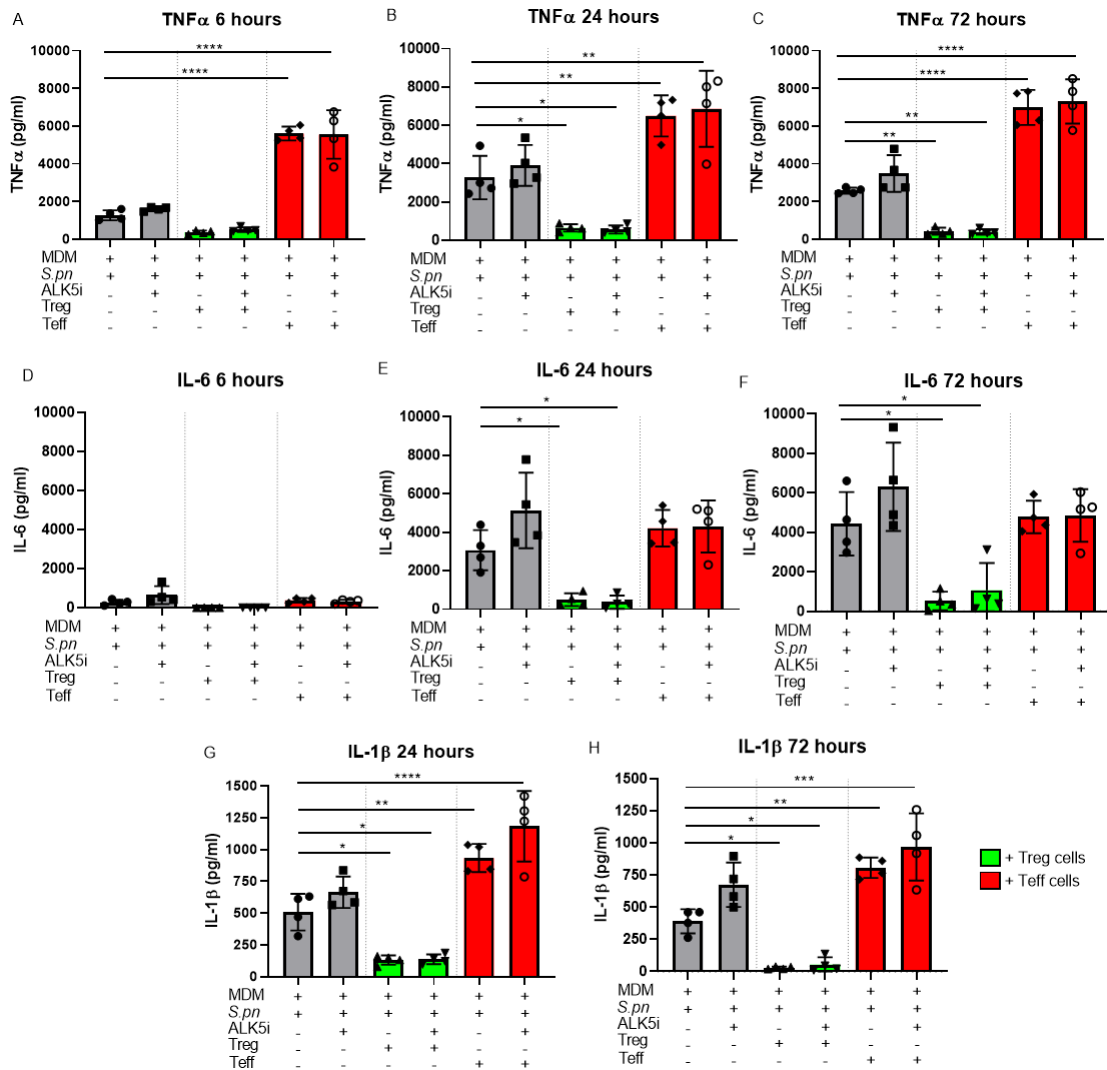 A
TNFα 6 hours
TNFα (pg/ml)
10000
8000
6000
4000
2000
0
****
****
MDM + + + + + +
S.pn + + + + + +
ALK5i - + - + - +
Treg - - + + - -
Teff - - - - + +
B
TNFα 24 hours
TNFα (pg/ml)
10000
8000
6000
4000
2000
0
**
**
*
*
MDM + + + + + +
S.pn + + + + + +
ALK5i - + - + - +
Treg - - + + - -
Teff - - - - + +
C
TNFα 72 hours
TNFα (pg/ml)
10000
8000
6000
4000
2000
0
****
****
**
**
MDM + + + + + +
S.pn + + + + + +
ALK5i - + - + - +
Treg - - + + - -
Teff - - - - + +
D
IL-6 6 hours
IL-6 (pg/ml)
10000
8000
6000
4000
2000
0
MDM + + + + + +
S.pn + + + + + +
ALK5i - + - + - +
Treg - - + + - -
Teff - - - - + +
E
IL-6 24 hours
IL-6 (pg/ml)
10000
8000
6000
4000
2000
0
*
*
MDM + + + + + +
S.pn + + + + + +
ALK5i - + - + - +
Treg - - + + - -
Teff - - - - + +
F
IL-6 72 hours
IL-6 (pg/ml)
10000
8000
6000
4000
2000
0
*
*
MDM + + + + + +
S.pn + + + + + +
ALK5i - + - + - +
Treg - - + + - -
Teff - - - - + +
G
IL-1β 24 hours
IL-1β (pg/ml)
1500
1250
1000
750
500
250
0
****
**
*
*
MDM + + + + + +
S.pn + + + + + +
ALK5i - + - + - +
Treg - - + + - -
Teff - - - - + +
H
IL-1β 72 hours
IL-1β (pg/ml)
1500
1250
1000
750
500
250
0
***
**
*
*
MDM + + + + + +
S.pn + + + + + +
ALK5i - + - + - +
Treg - - + + - -
Teff - - - - + +
+ Treg cells
+ Teff cells